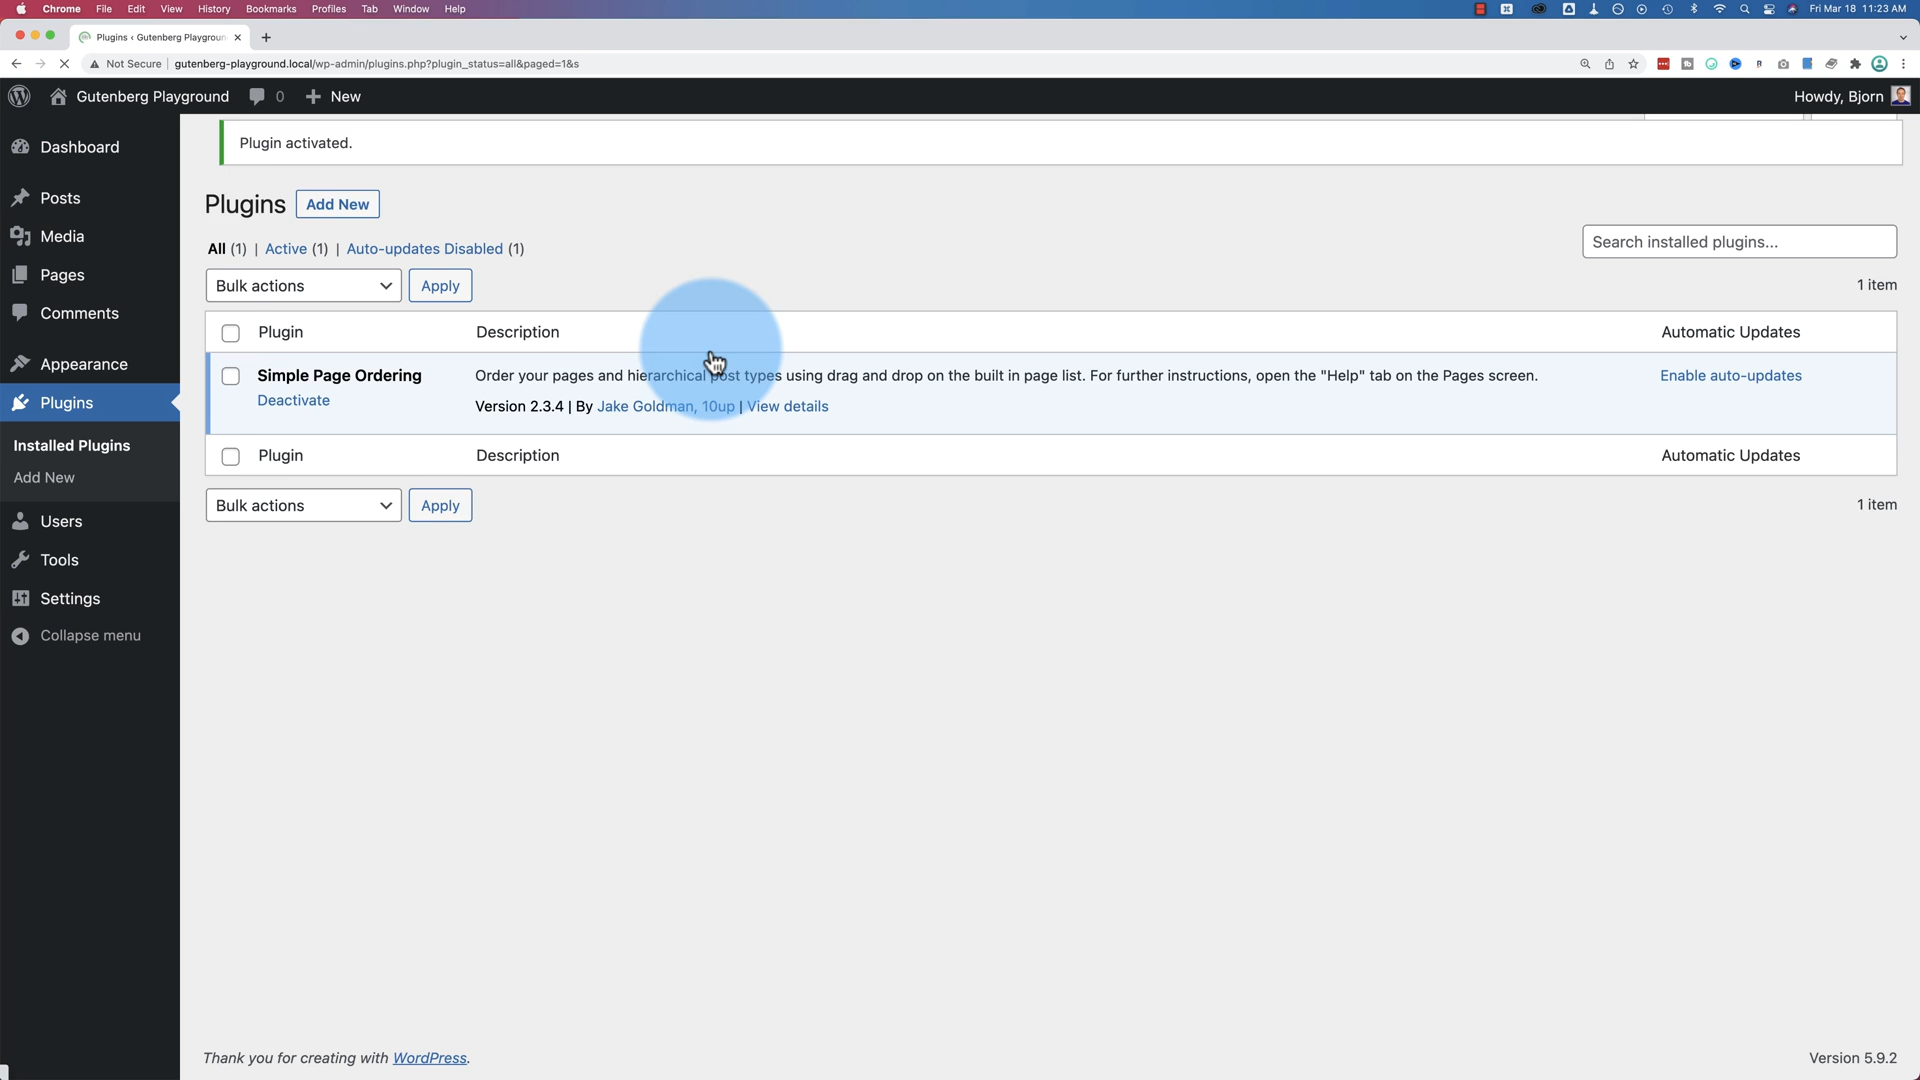 Chrome File Edit View History Bookmarks Profiles Tab Window Help Fri Mar 18 11:23 AM
Plugins ‹ Gutenberg Playgroun
Not Secure gutenberg-playground.local/wp-admin/plugins.php?plugin_status=all&paged=1&s
Gutenberg Playground 0 New Howdy, Bjorn
Dashboard
Posts
Media
Pages
Comments
Appearance
Plugins
Installed Plugins
Add New
Users
Tools
Settings
Collapse menu
Plugin activated.
Plugins Add New
All (1) | Active (1) | Auto-updates Disabled (1)
Search installed plugins...
Bulk actions Apply 1 item
Plugin Description Automatic Updates
Simple Page Ordering Order your pages and hierarchical post types using drag and drop on the built in page list. For further instructions, open the "Help" tab on the Pages screen. Enable auto-updates
Deactivate Version 2.3.4 | By Jake Goldman, 10up | View details
Plugin Description Automatic Updates
Bulk actions Apply 1 item
Thank you for creating with WordPress. Version 5.9.2